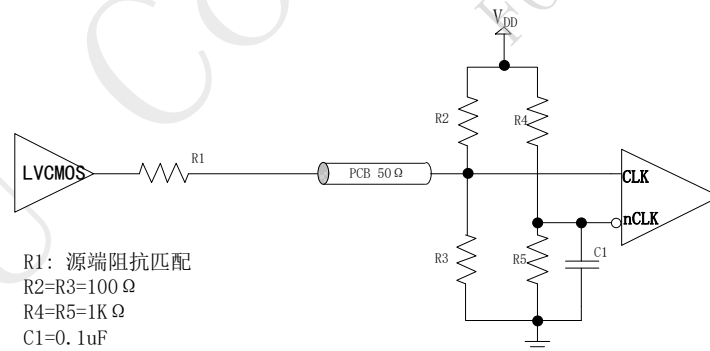 V_DD
R2
R4
R1
LVCMOS
PCB 50Ω
CLK
nCLK
R3
R5
C1
R1: 源端阻抗匹配
R2=R3=100Ω
R4=R5=1KΩ
C1=0.1uF